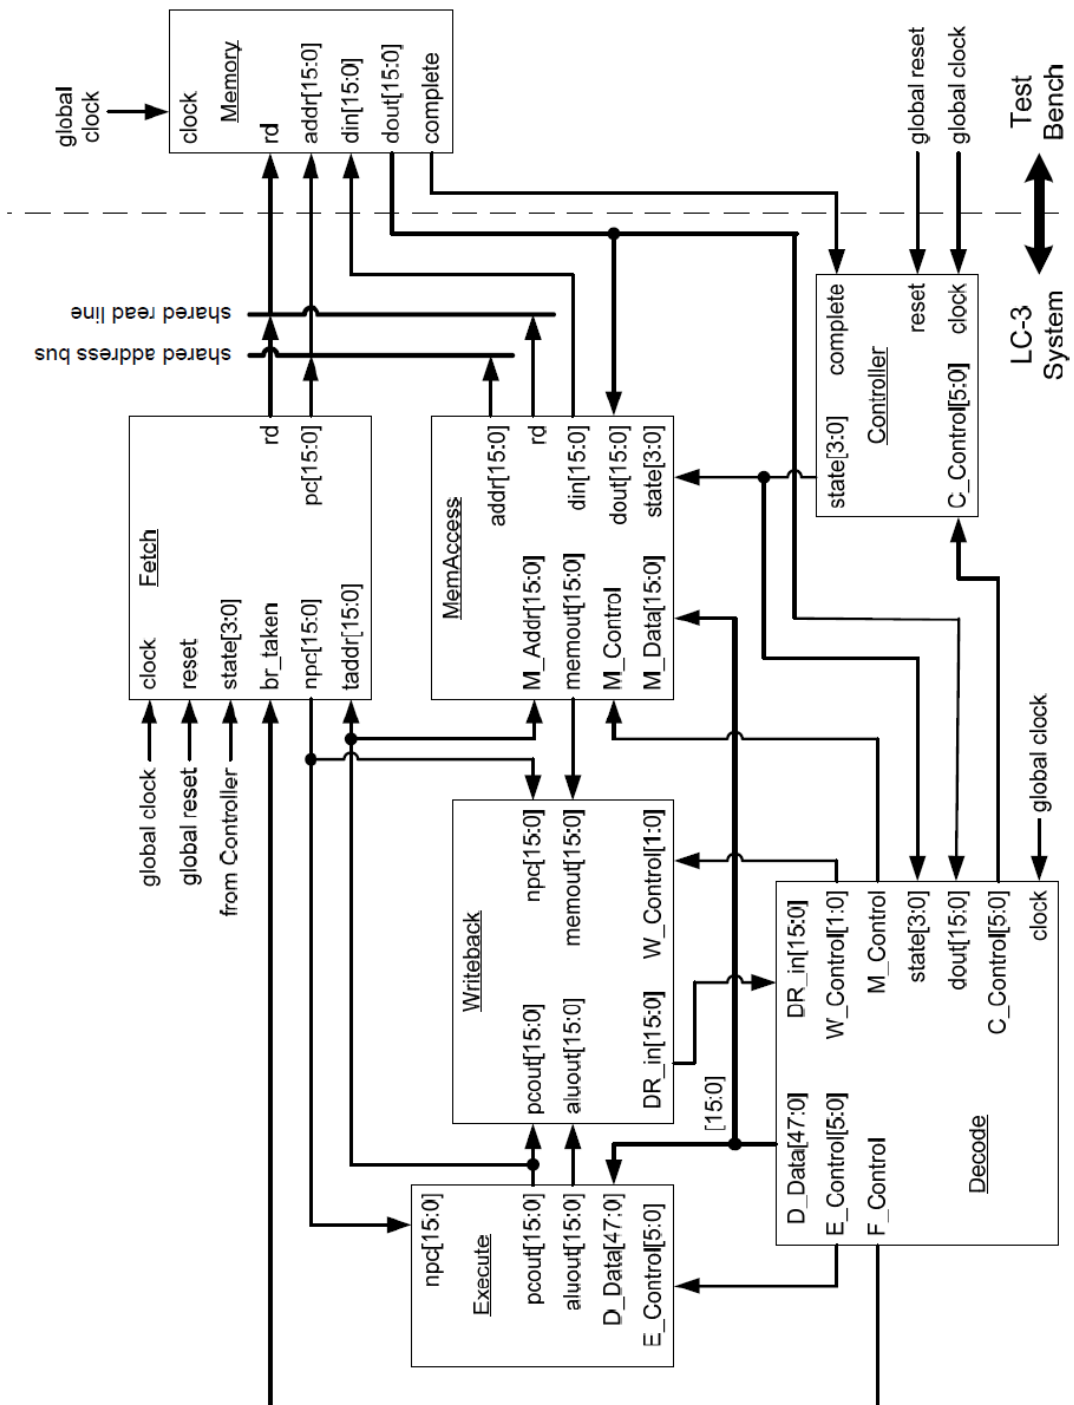 global
clock
clock
Memory
rd
addr[15:0]
din[15:0]
dout[15:0]
complete
global reset
global clock
Test
Bench
LC-3
System
shared read line
shared address bus
clock
Fetch
reset
state[3:0]
br_taken
npc[15:0]
taddr[15:0]
rd
pc[15:0]
global clock
global reset
from Controller
MemAccess
addr[15:0]
rd
din[15:0]
dout[15:0]
state[3:0]
M_Addr[15:0]
memout[15:0]
M_Control
M_Data[15:0]
complete
reset
clock
state[3:0]
Controller
C_Control[5:0]
Writeback
npc[15:0]
memout[15:0]
W_Control[1:0]
pcout[15:0]
aluout[15:0]
DR_in[15:0]
[15:0]
npc[15:0]
Execute
pcout[15:0]
aluout[15:0]
D_Data[47:0]
E_Control[5:0]
DR_in[15:0]
W_Control[1:0]
M_Control
state[3:0]
dout[15:0]
C_Control[5:0]
clock
global clock
D_Data[47:0]
E_Control[5:0]
F_Control
Decode